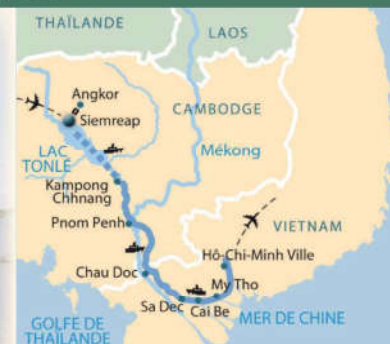 THAÏLANDE
LAOS
Angkor
CAMBODGE
Siemreap
LAC
TONLÉ
Mékong
Kampong
Chhnang
Pnom Penh
VIETNAM
Hô-Chi-Minh Ville
Chau Doc
My Tho
Sa Dec
Cai Be
MER DE CHINE
GOLFE DE
THAÏLANDE